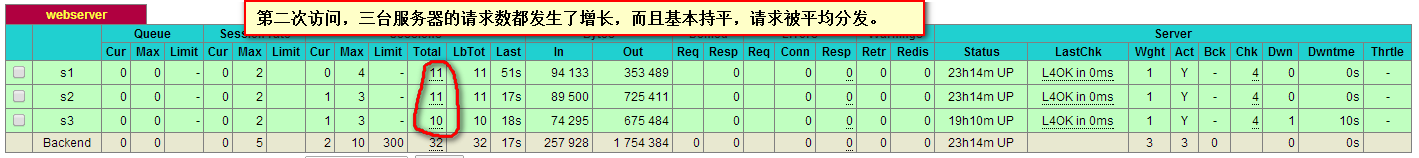 webserver
第二次访问，三台服务器的请求数都发生了增长，而且基本持平，请求被平均分发。
Queue Session rate Sessions Bytes Denied Errors Warnings Server
Cur Max Limit Cur Max Limit Cur Max Limit Total LbTot Last In Out Req Resp Req Conn Resp Retr Redis Status LastChk Wght Act Bck Chk Dwn Dwntme Thrtle
s1 0 0 - 0 2 0 4 - 11 11 51s 94 133 353 489 0 0 0 0 0 23h14m UP L4OK in 0ms 1 Y - 4 0 0s -
s2 0 0 - 0 2 1 3 - 11 11 17s 89 500 725 411 0 0 0 0 0 23h14m UP L4OK in 0ms 1 Y - 4 0 0s -
s3 0 0 - 0 2 1 3 - 10 10 18s 74 295 675 484 0 0 0 0 0 19h10m UP L4OK in 0ms 1 Y - 4 1 10s -
Backend 0 0 0 5 2 10 300 32 32 17s 257 928 1 754 384 0 0 0 0 0 0 23h14m UP 3 3 0 0 0s